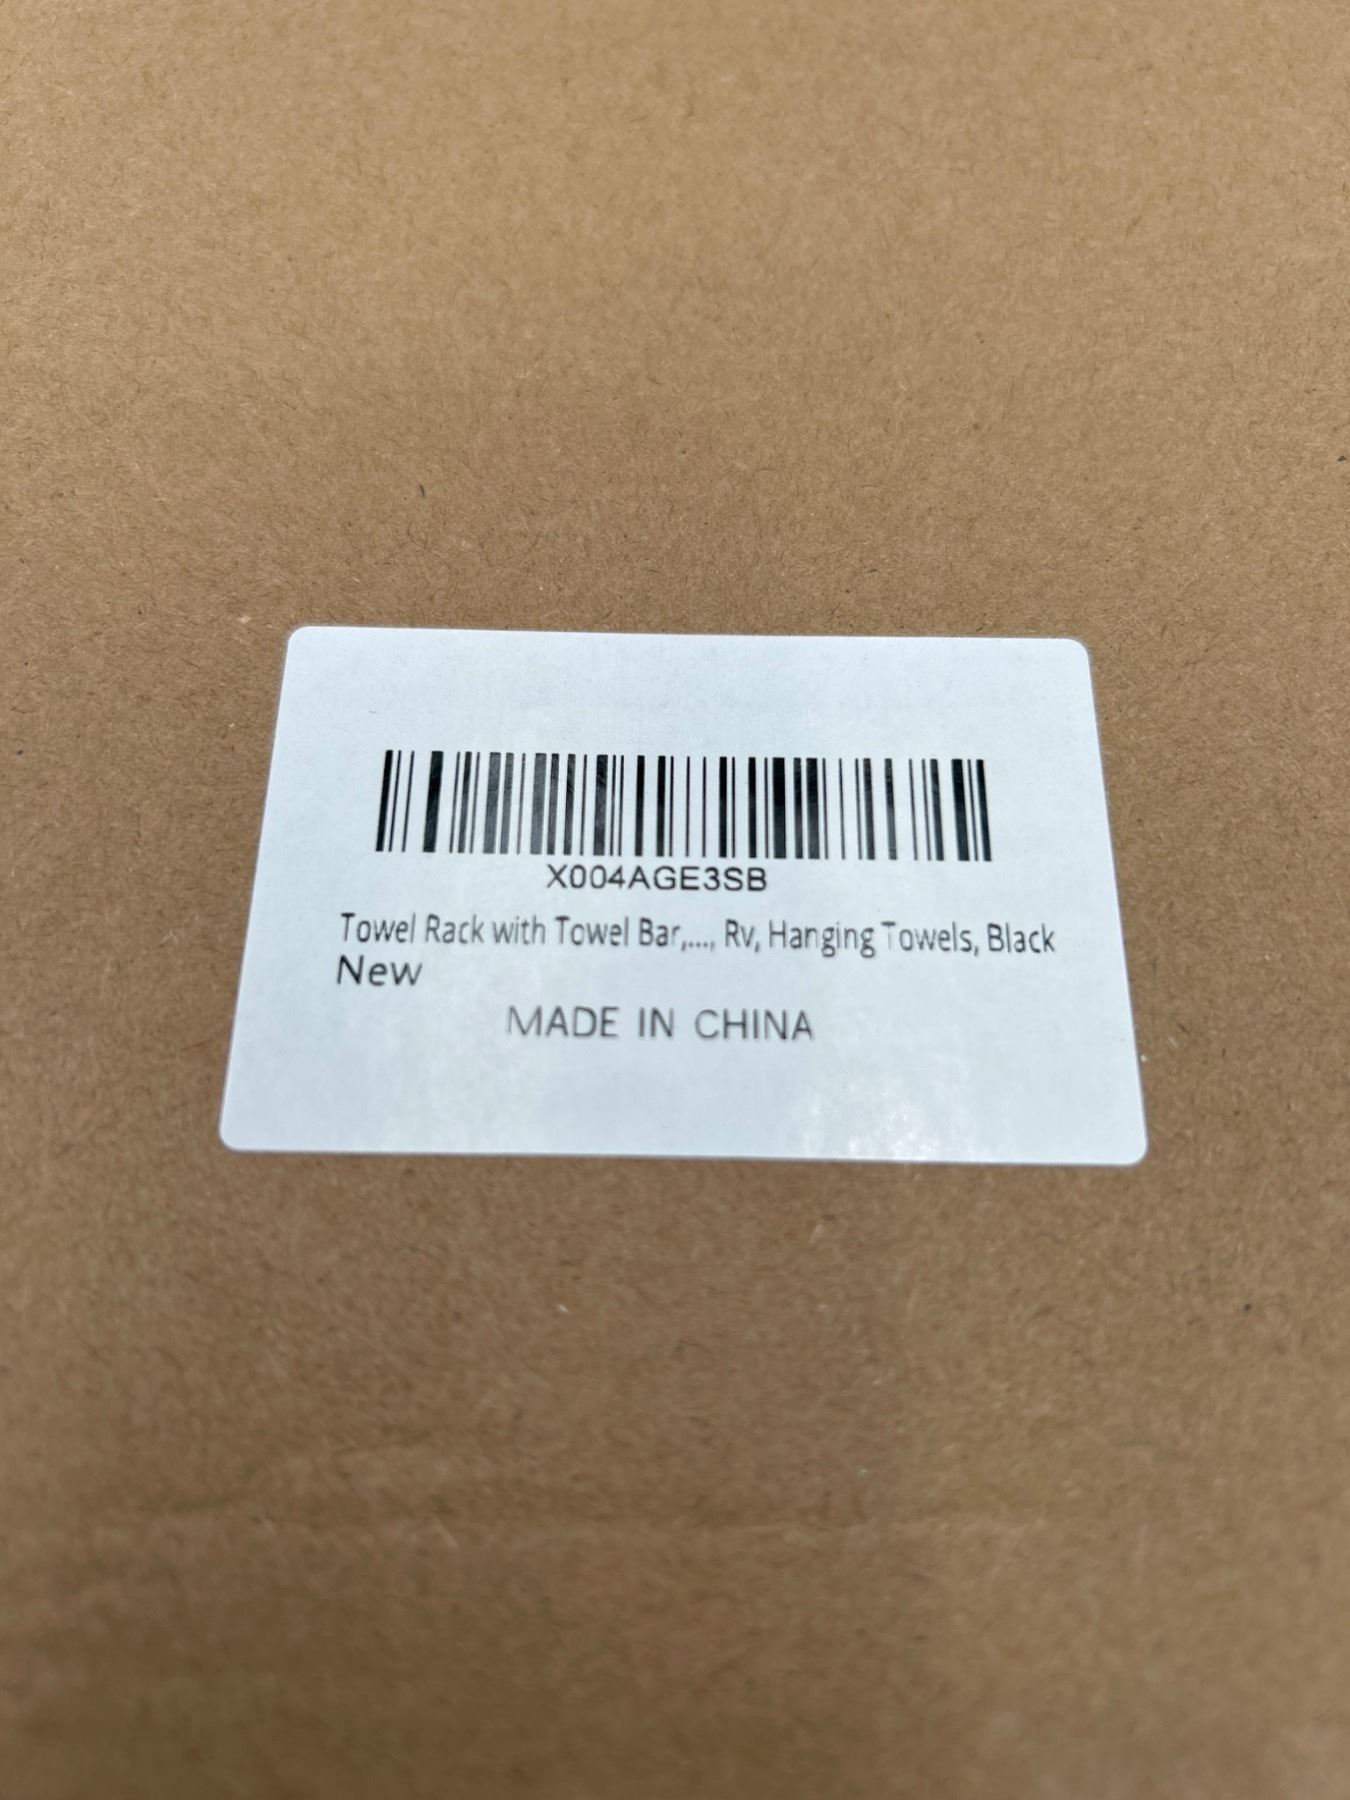 X004AGE3SB
Towel Rack with Towel Bar,..., Rv, Hanging Towels, Black
New
MADE IN CHINA